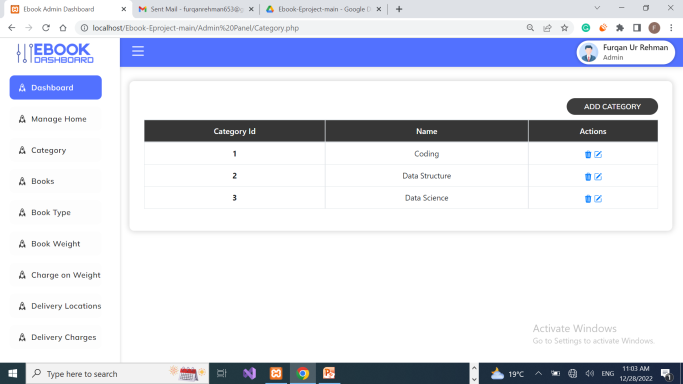 Ebook Admin Dashboard
Sent Mail - furqanrehman653@g
Ebook-Eproject-main - Google D
localhost/Ebook-Eproject-main/Admin%20Panel/Category.php
EBOOK
DASHBOARD
Furqan Ur Rehman
Admin
Dashboard
Manage Home
Category
Books
Book Type
Book Weight
Charge on Weight
Delivery Locations
Delivery Charges
ADD CATEGORY
Category Id Name Actions
1 Coding
2 Data Structure
3 Data Science
Activate Windows
Go to Settings to activate Windows.
Type here to search
19°C
ENG
11:03 AM
12/28/2022